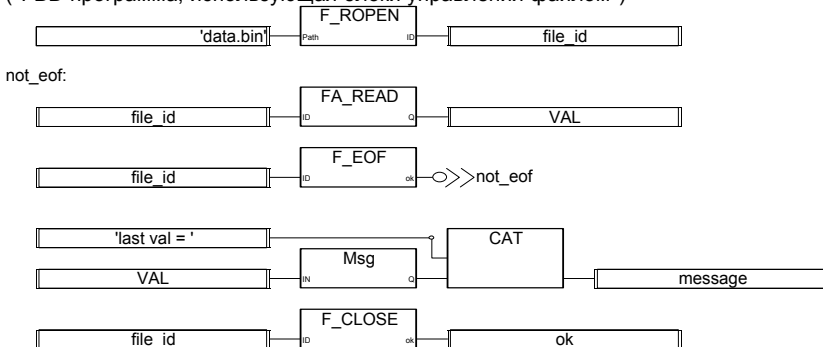 (* FBD программа, использующая блоки управления файлом *)
F_ROPEN
'data.bin' Path ID file_id
not_eof:
FA_READ
file_id ID Q VAL
F_EOF
file_id ID ok not_eof
'last val = ' CAT
Msg
VAL IN Q message
F_CLOSE
file_id ID ok ok